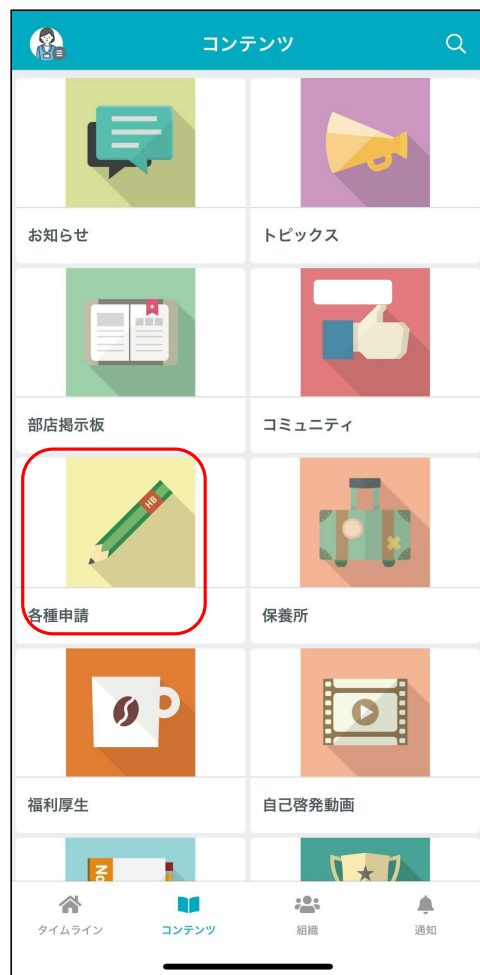 コンテンツ
お知らせ
トピックス
部店掲示板
コミュニティ
HB
各種申請
保養所
福利厚生
自己啓発動画
No
タイムライン
コンテンツ
組織
通知